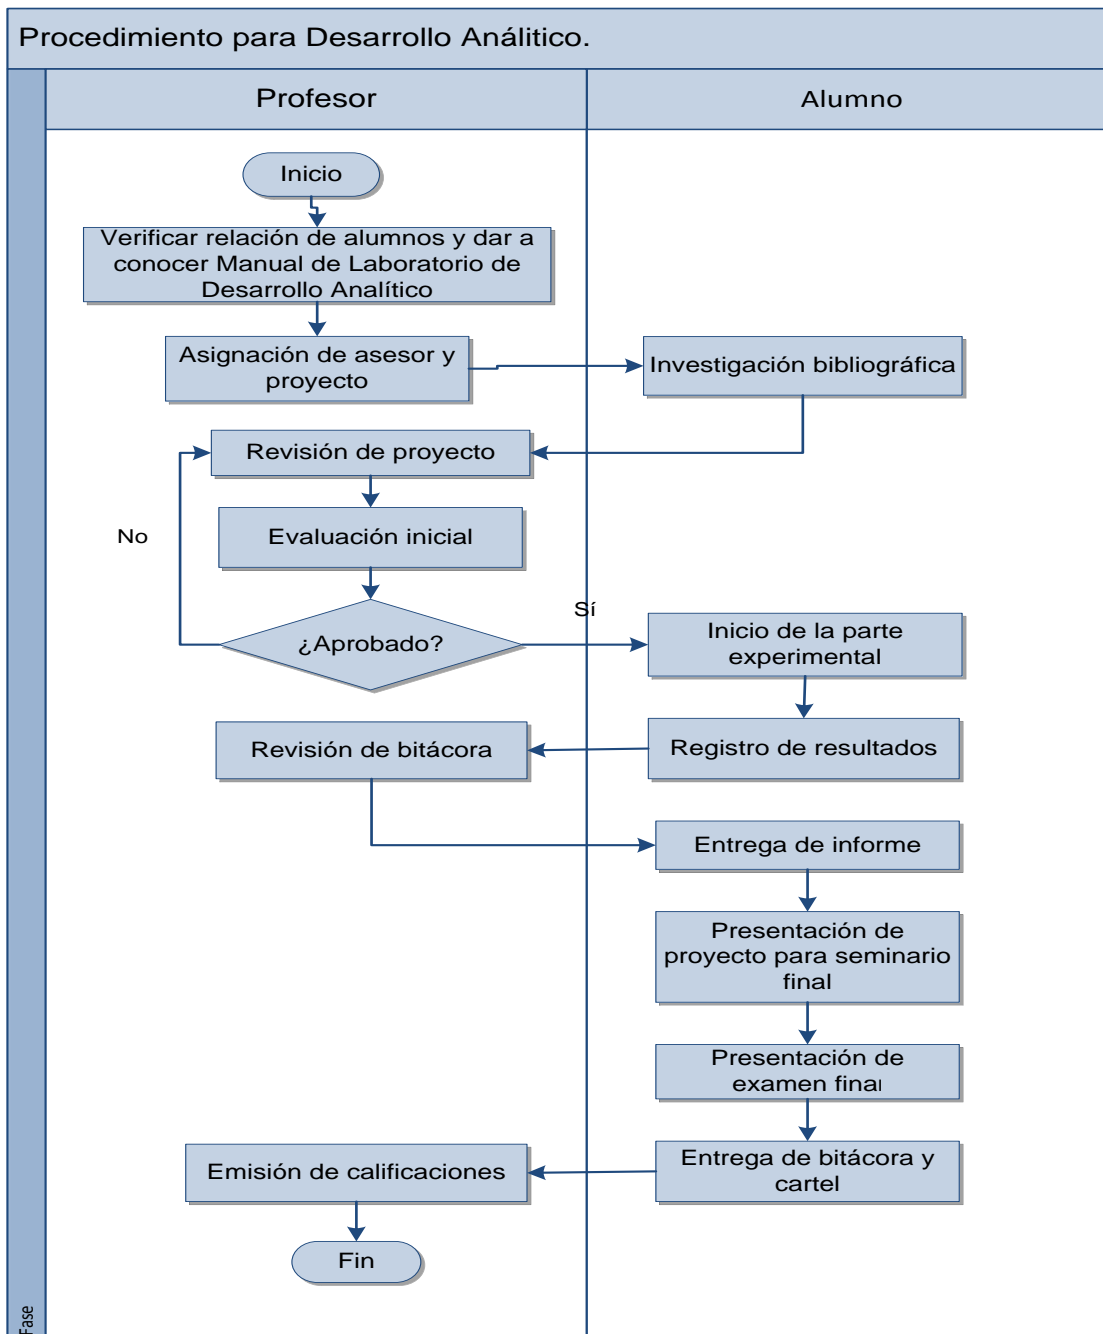 Procedimiento para Desarrollo Análitico.
Profesor
Alumno
Inicio
Verificar relación de alumnos y dar a
conocer Manual de Laboratorio de
Desarrollo Analítico
Asignación de asesor y
proyecto
Investigación bibliográfica
Revisión de proyecto
No
Evaluación inicial
Sí
¿Aprobado?
Inicio de la parte
experimental
Revisión de bitácora
Registro de resultados
Entrega de informe
Presentación de
proyecto para seminario
final
Presentación de
examen final
Emisión de calificaciones
Entrega de bitácora y
cartel
Fin
Fase